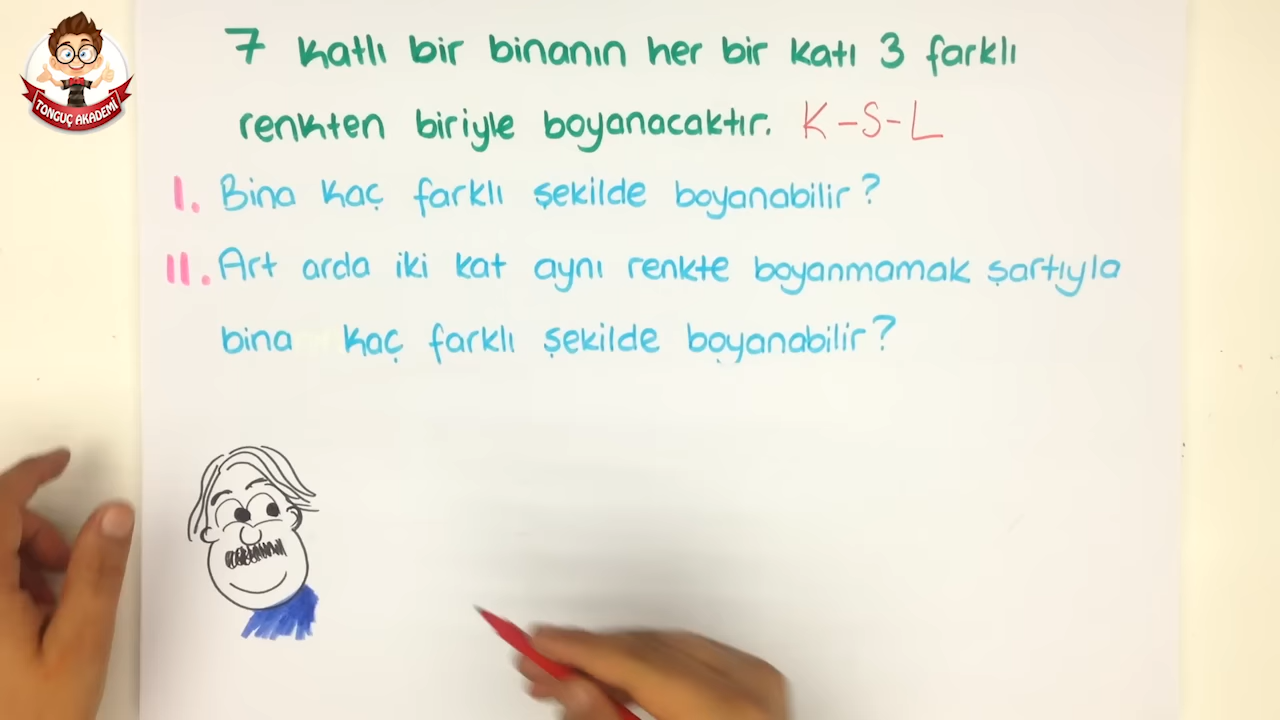 TONGUÇ AKADEMİ
7 katlı bir binanın her bir katı 3 farklı
renkten biriyle boyanacaktır. K-S-L
I. Bina kaç farklı şekilde boyanabilir?
II. Art arda iki kat aynı renkte boyanmamak şartıyla
bina kaç farklı şekilde boyanabilir?